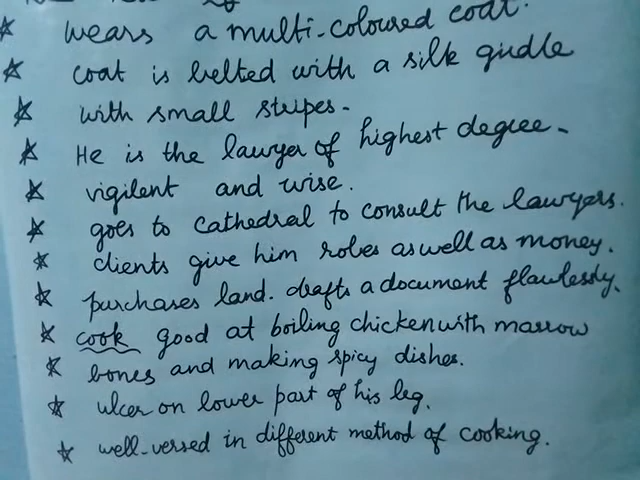 * wears a multi-coloured coat.
* coat is belted with a silk girdle
* with small stripes-
* He is the lawyer of highest degree-
* vigilent and wise.
* goes to cathedral to consult the lawyers.
* clients give him robes aswell as money.
* purchases land. drafts a document flawlessly.
* cook good at boiling chicken with marrow
* bones and making spicy dishes.
* ulcer on lower part of his leg.
* well-versed in different method of cooking.